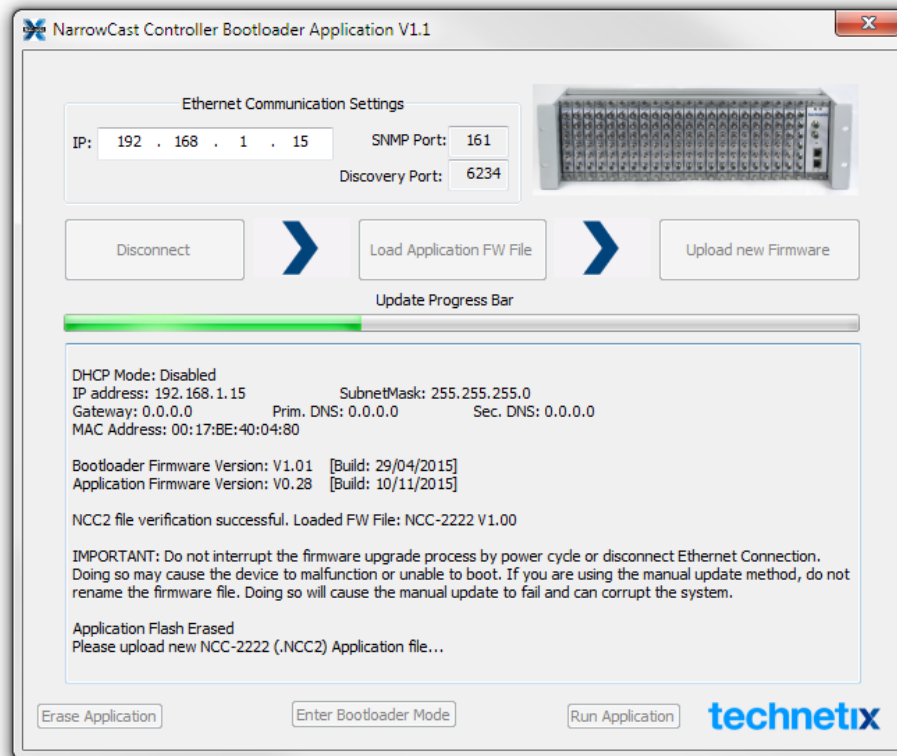 NarrowCast Controller Bootloader Application V1.1
Ethernet Communication Settings
IP: 192 . 168 . 1 . 15 SNMP Port: 161
Discovery Port: 6234
Disconnect Load Application FW File Upload new Firmware
Update Progress Bar
DHCP Mode: Disabled
IP address: 192.168.1.15 SubnetMask: 255.255.255.0
Gateway: 0.0.0.0 Prim. DNS: 0.0.0.0 Sec. DNS: 0.0.0.0
MAC Address: 00:17:BE:40:04:80
Bootloader Firmware Version: V1.01 [Build: 29/04/2015]
Application Firmware Version: V0.28 [Build: 10/11/2015]
NCC2 file verification successful. Loaded FW File: NCC-2222 V1.00
IMPORTANT: Do not interrupt the firmware upgrade process by power cycle or disconnect Ethernet Connection.
Doing so may cause the device to malfunction or unable to boot. If you are using the manual update method, do not
rename the firmware file. Doing so will cause the manual update to fail and can corrupt the system.
Application Flash Erased
Please upload new NCC-2222 (.NCC2) Application file...
Erase Application Enter Bootloader Mode Run Application technetix